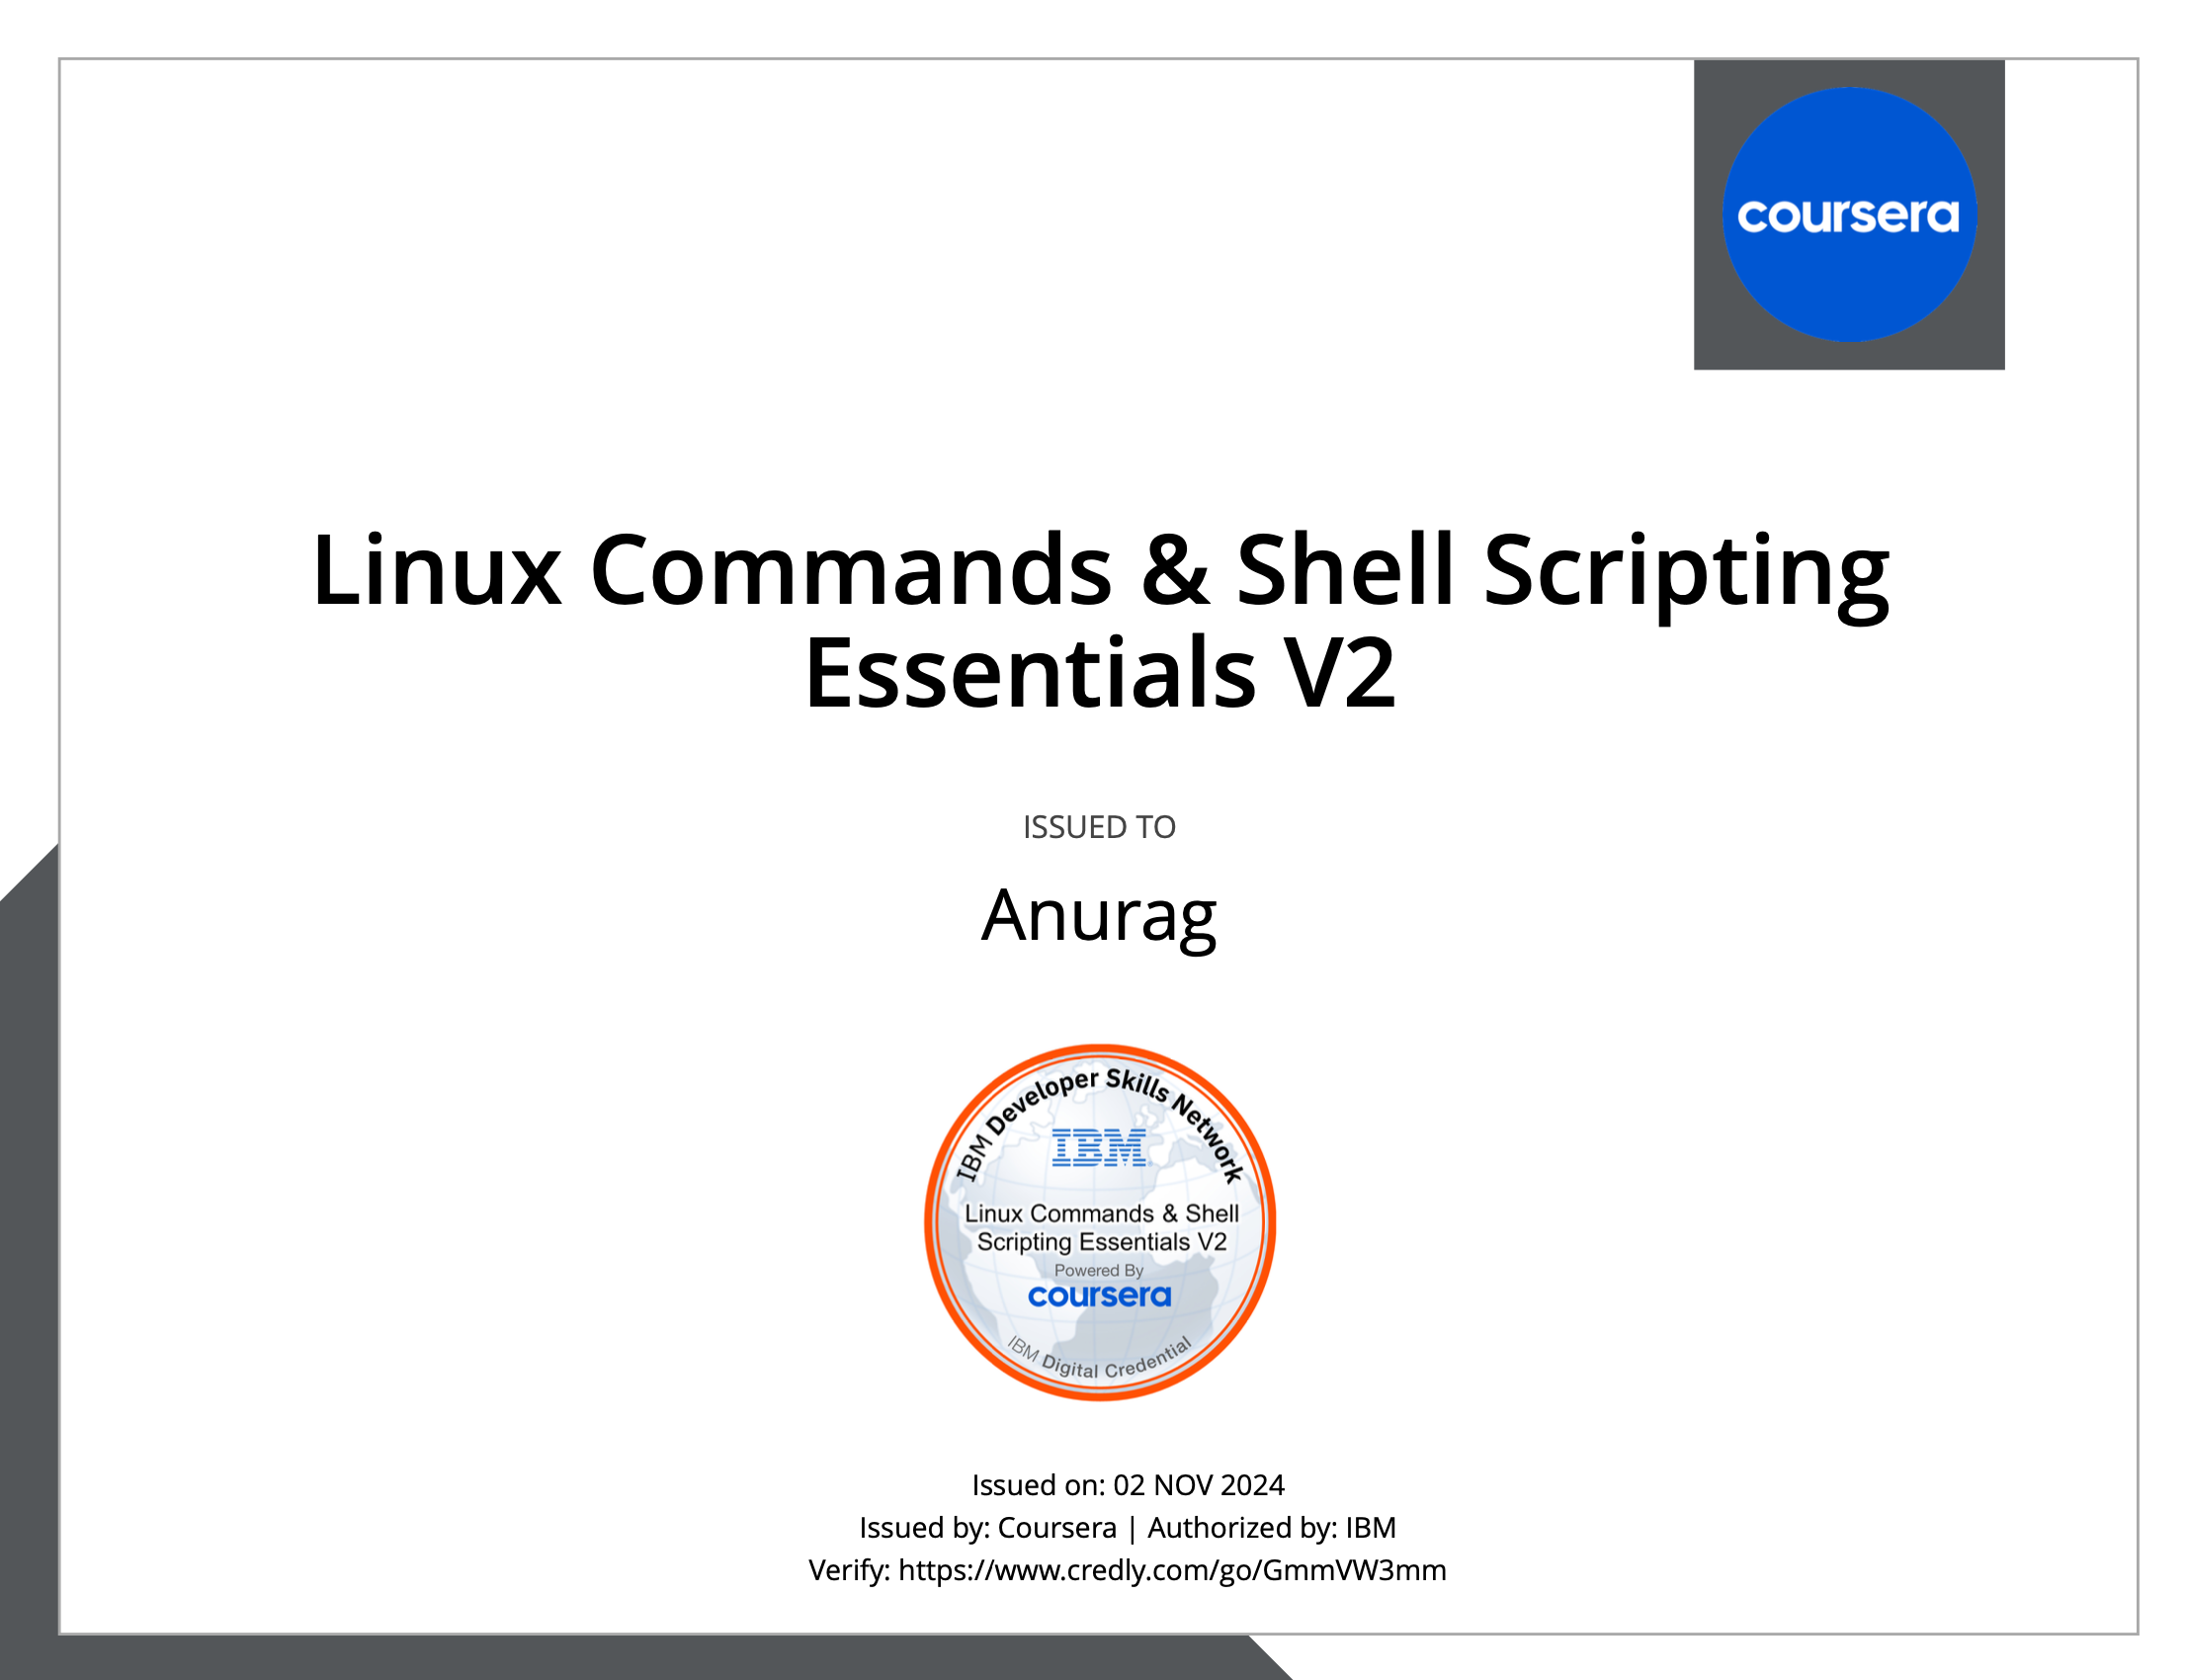 coursera
Linux Commands & Shell Scripting
Essentials V2
ISSUED TO
Anurag
IBM Developer Skills Network
IBM
Linux Commands & Shell
Scripting Essentials V2
Powered By
coursera
IBM Digital Credential
Issued on: 02 NOV 2024
Issued by: Coursera | Authorized by: IBM
Verify: https://www.credly.com/go/GmmVW3mm